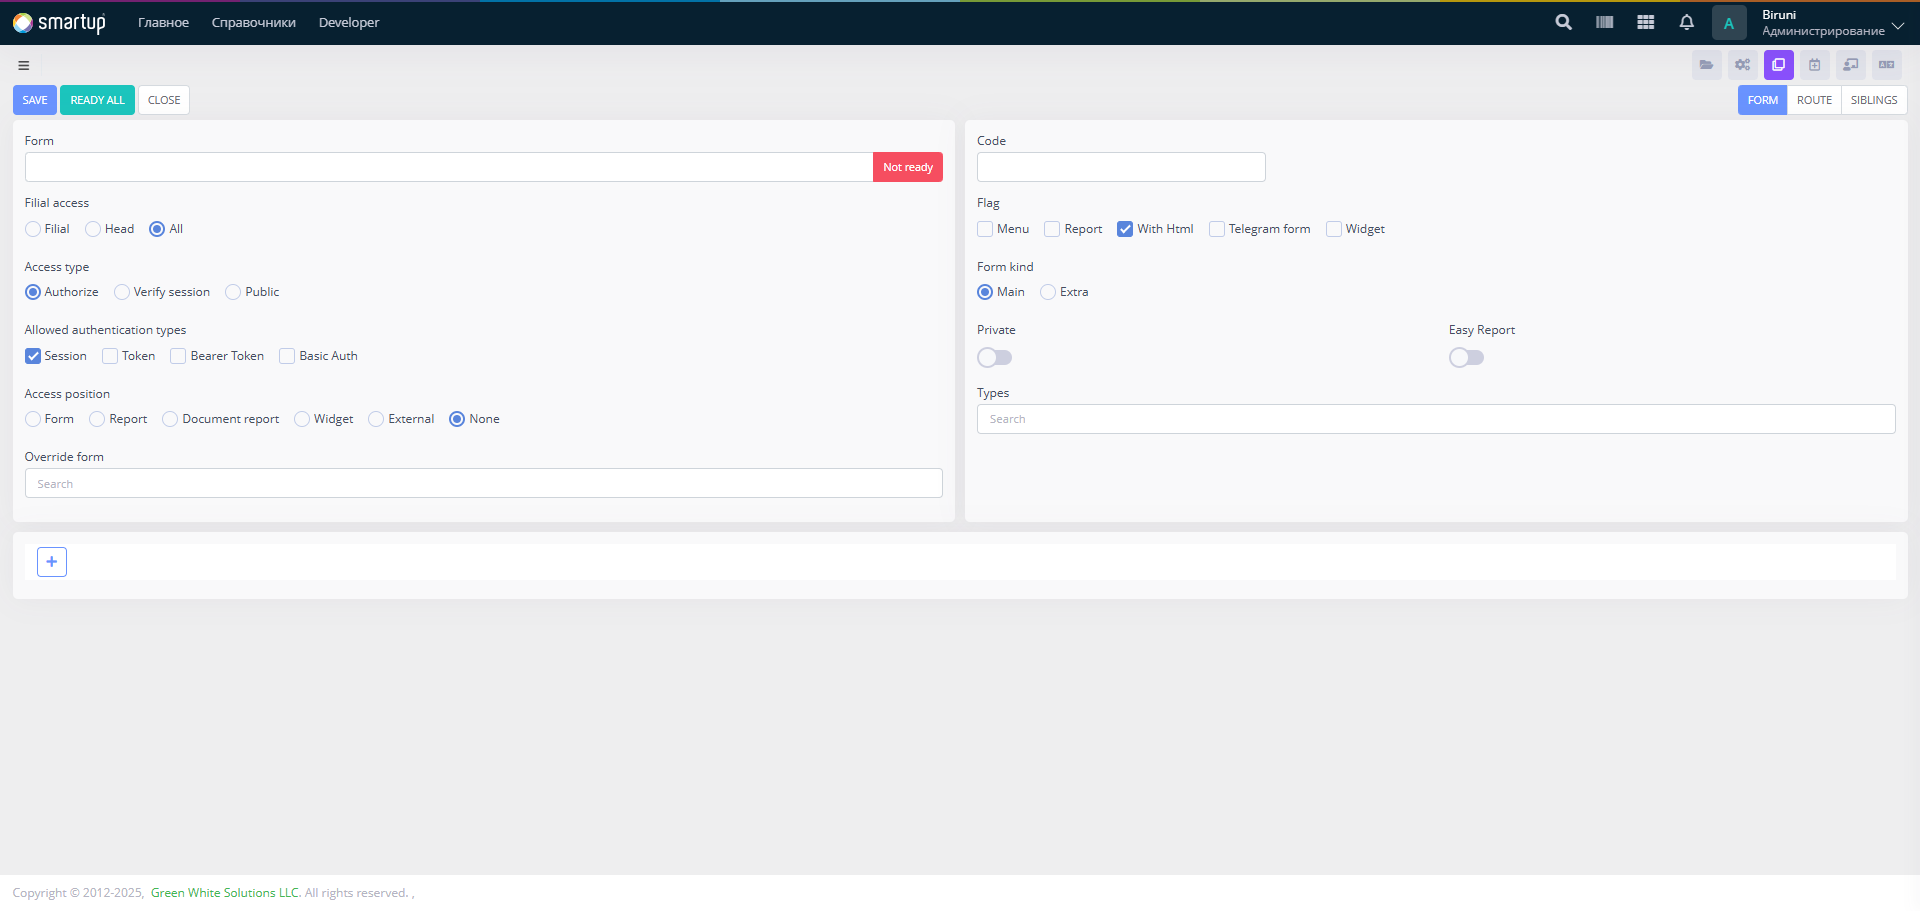 smartup Главное Справочники Developer
A Biruni
Администрирование
SAVE READY ALL CLOSE FORM ROUTE SIBLINGS
Form
Not ready
Filial access
Filial Head All
Access type
Authorize Verify session Public
Allowed authentication types
Session Token Bearer Token Basic Auth
Access position
Form Report Document report Widget External None
Override form
Search
Code
Flag
Menu Report With Html Telegram form Widget
Form kind
Main Extra
Private Easy Report
Types
Search
+
Copyright © 2012-2025, Green White Solutions LLC. All rights reserved. ,